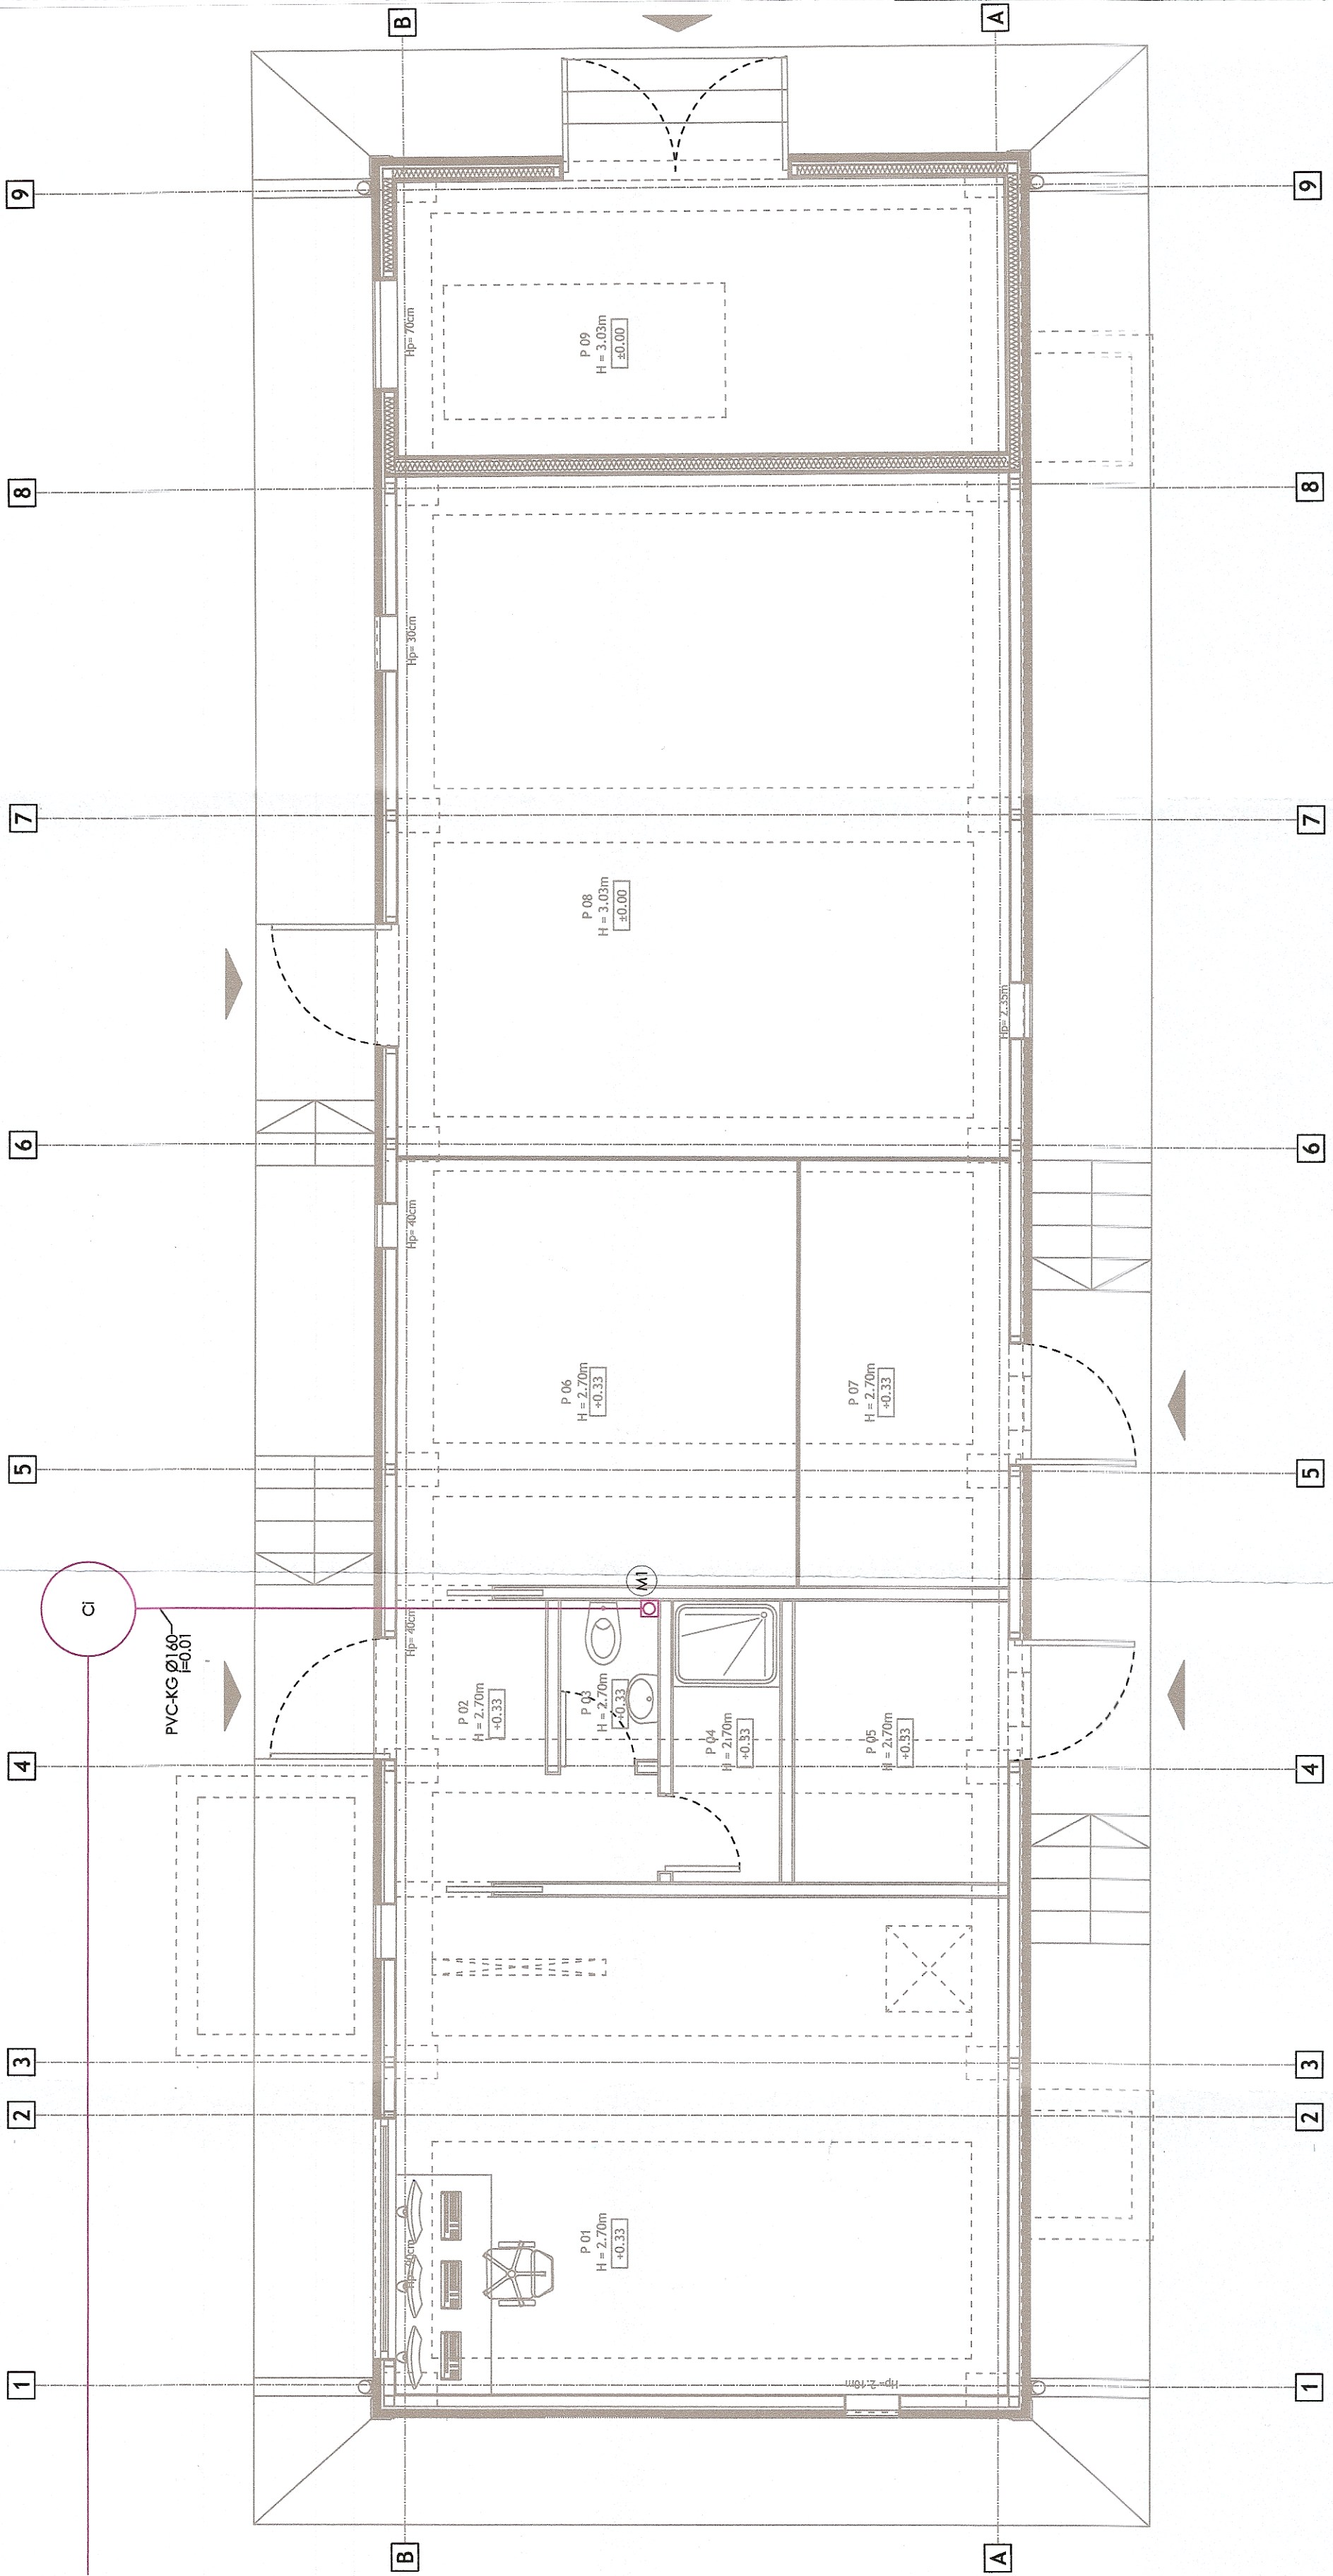 B
A
9
9
Hp= 70cm
P 09
H = 3.03m
±0.00
8
8
Hp= 30cm
7
7
P 08
H = 3.03m
±0.00
Hp= 2.35m
6
6
Hp= 40cm
P 06
H = 2.70m
+0.33
P 07
H = 2.70m
+0.33
5
5
Ci
M1
PVC-KG Ø160
i=0.01
Hp= 40cm
P 02
H = 2.70m
+0.33
P 03
H = 2.70m
+0.33
P 04
H = 2.70m
+0.33
P 05
H = 2.70m
+0.33
4
4
3
3
2
2
P 01
H = 2.70m
+0.33
1
1
B
A